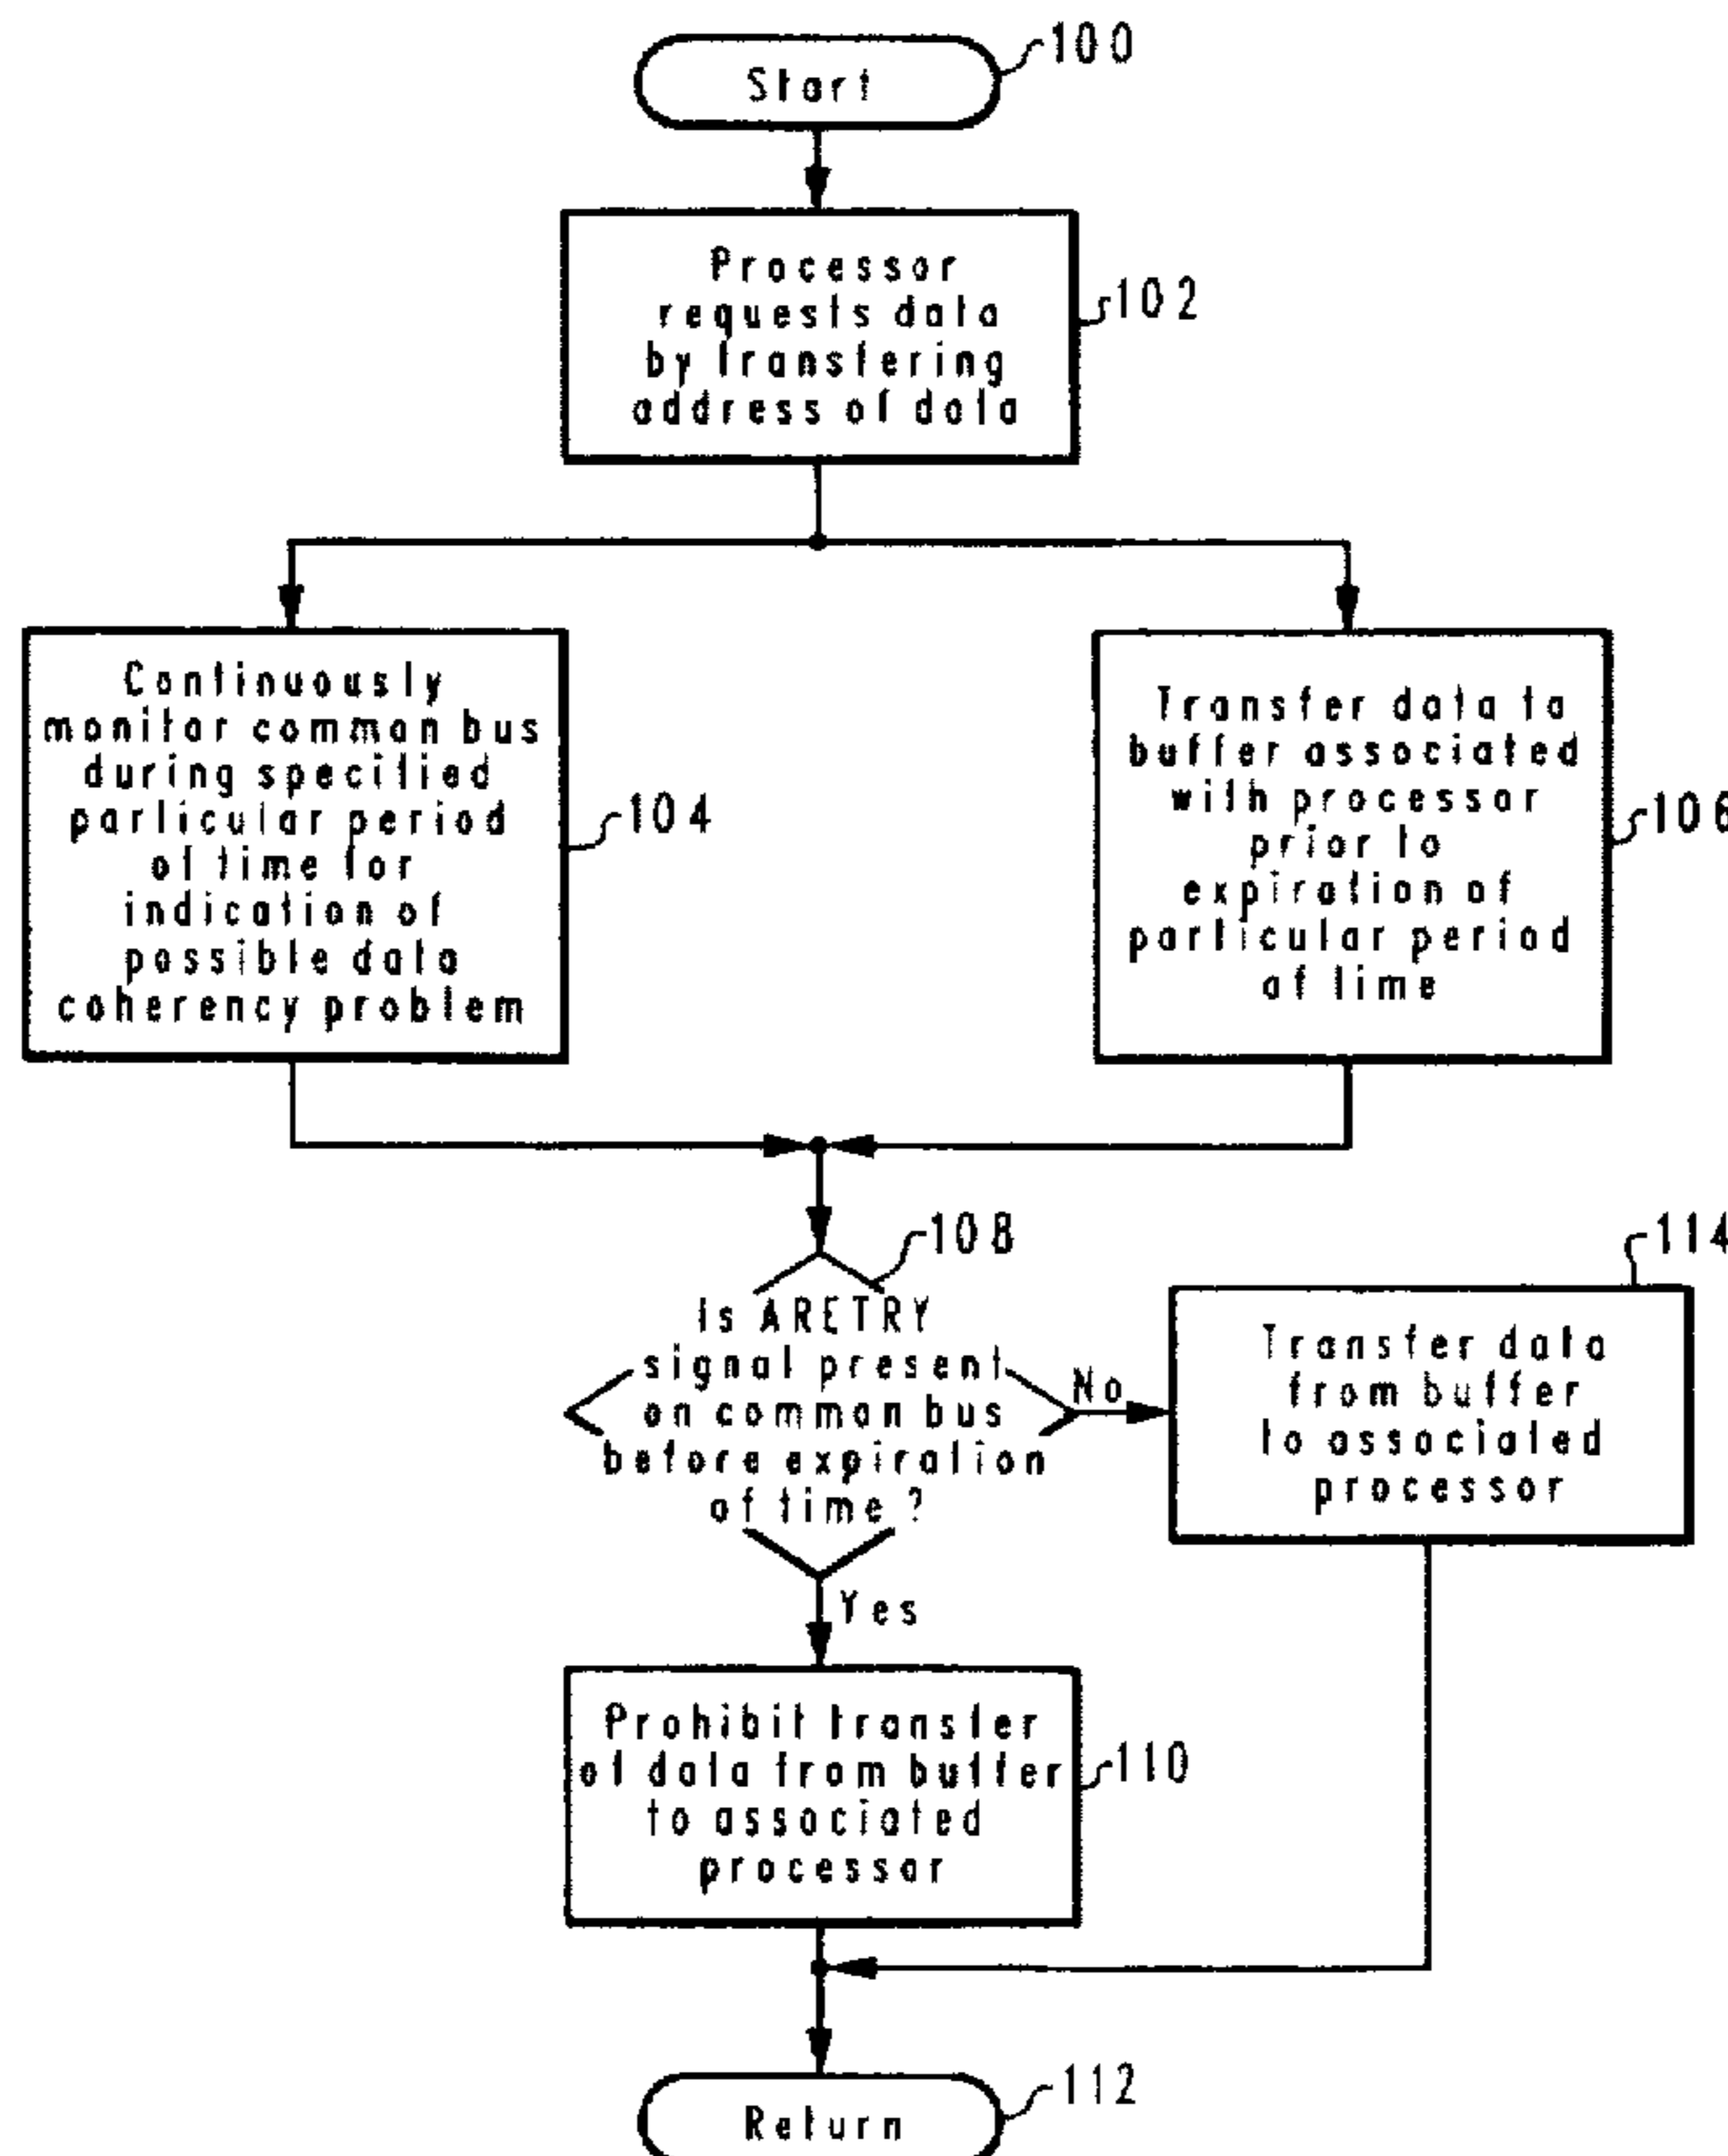 Start
100
Processor
requests data
by transfering
address of data
102
Continuously
monitor common bus
during specified
particular period
of time for
indication of
possible data
coherency problem
104
Transfer data to
buffer associated
with processor
prior to
expiration of
particular period
of time
106
108
Is ARETRY
signal present
on common bus
before expiration
of time ?
No
Yes
114
Transfer data
from buffer
to associated
processor
Prohibit transfer
of data from buffer
to associated
processor
110
Return
112